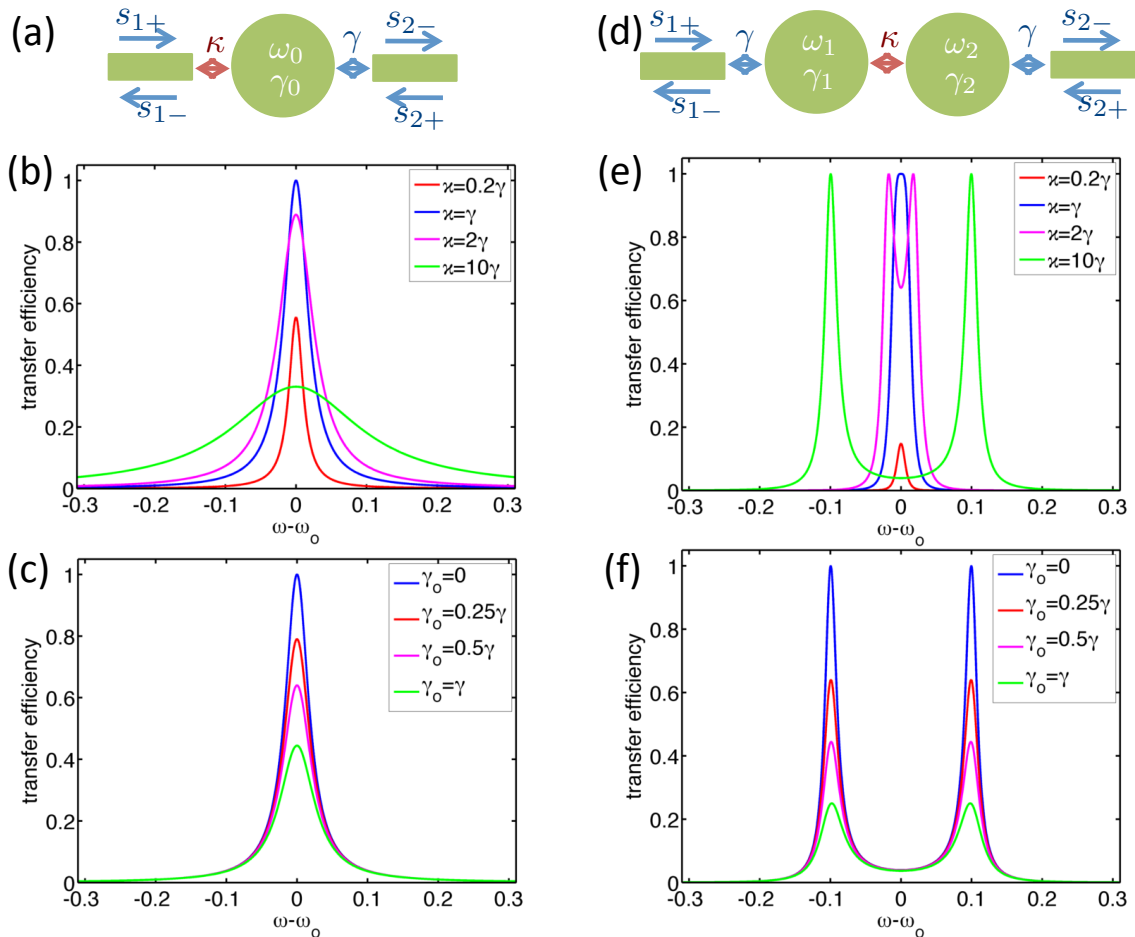 (a)
s₁₊
κ
ω₀
γ₀
γ
s₂₋
s₁₋
s₂₊
(d)
s₁₊
γ
ω₁
γ₁
κ
ω₂
γ₂
γ
s₂₋
s₁₋
s₂₊
(b)
transfer efficiency
1
0.8
0.6
0.4
0.2
0
-0.3 -0.2 -0.1 0 0.1 0.2 0.3
ω-ωₒ
ϰ=0.2γ
ϰ=γ
ϰ=2γ
ϰ=10γ
(e)
transfer efficiency
1
0.8
0.6
0.4
0.2
0
-0.3 -0.2 -0.1 0 0.1 0.2 0.3
ω-ωₒ
ϰ=0.2γ
ϰ=γ
ϰ=2γ
ϰ=10γ
(c)
transfer efficiency
1
0.8
0.6
0.4
0.2
0
-0.3 -0.2 -0.1 0 0.1 0.2 0.3
ω-ωₒ
γₒ=0
γₒ=0.25γ
γₒ=0.5γ
γₒ=γ
(f)
transfer efficiency
1
0.8
0.6
0.4
0.2
0
-0.3 -0.2 -0.1 0 0.1 0.2 0.3
ω-ωₒ
γₒ=0
γₒ=0.25γ
γₒ=0.5γ
γₒ=γ